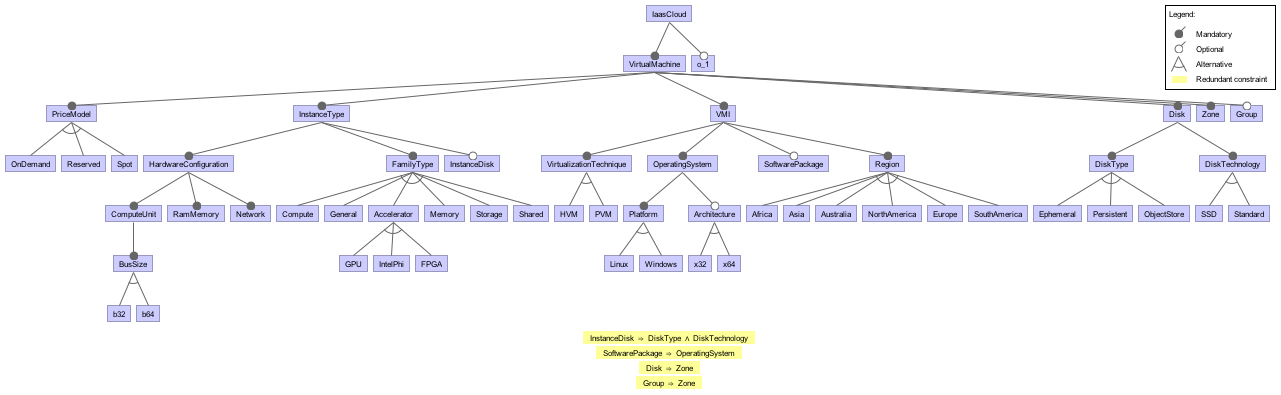 IaasCloud
Legend:
Mandatory
Optional
Alternative
Redundant constraint
VirtualMachine o_1
PriceModel InstanceType VMI Disk Zone Group
OnDemand Reserved Spot HardwareConfiguration FamilyType InstanceDisk VirtualizationTechnique OperatingSystem SoftwarePackage Region DiskType DiskTechnology
ComputeUnit RamMemory Network Compute General Accelerator Memory Storage Shared HVM PVM Platform Architecture Africa Asia Australia NorthAmerica Europe SouthAmerica Ephemeral Persistent ObjectStore SSD Standard
BusSize GPU IntelPhi FPGA Linux Windows x32 x64
b32 b64
InstanceDisk ⇒ DiskType ∧ DiskTechnology
SoftwarePackage ⇒ OperatingSystem
Disk ⇒ Zone
Group ⇒ Zone